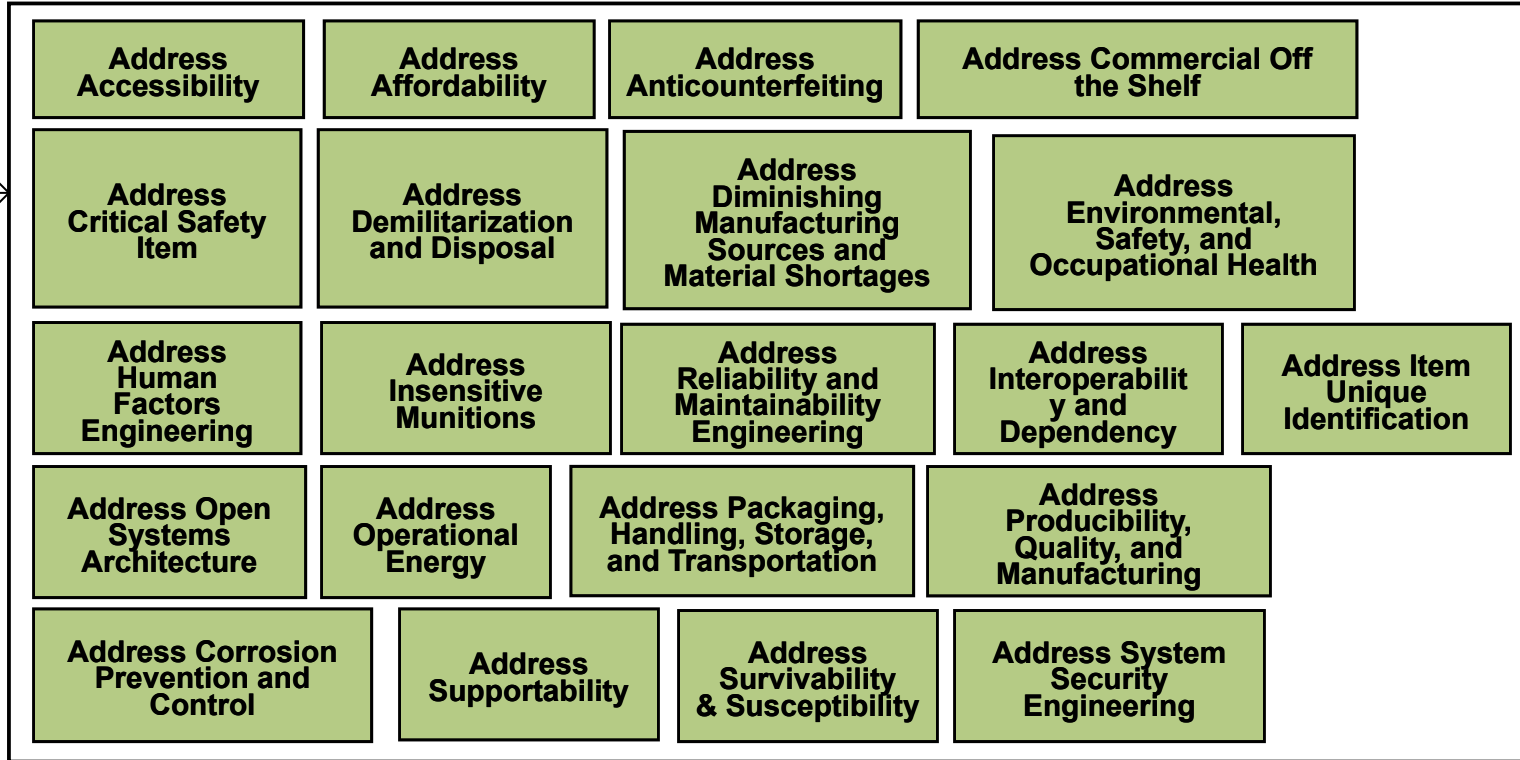 Address
Accessibility
Address
Affordability
Address
Anticounterfeiting
Address Commercial Off
the Shelf
Address
Critical Safety
Item
Address
Demilitarization
and Disposal
Address
Diminishing
Manufacturing
Sources and
Material Shortages
Address
Environmental,
Safety, and
Occupational Health
Address
Human
Factors
Engineering
Address
Insensitive
Munitions
Address
Reliability and
Maintainability
Engineering
Address
Interoperabilit
y and
Dependency
Address Item
Unique
Identification
Address Open
Systems
Architecture
Address
Operational
Energy
Address Packaging,
Handling, Storage,
and Transportation
Address
Producibility,
Quality, and
Manufacturing
Address Corrosion
Prevention and
Control
Address
Supportability
Address
Survivability
& Susceptibility
Address System
Security
Engineering